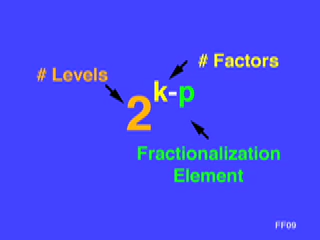 # Factors
# Levels
2^k-p
Fractionalization
Element
FF09